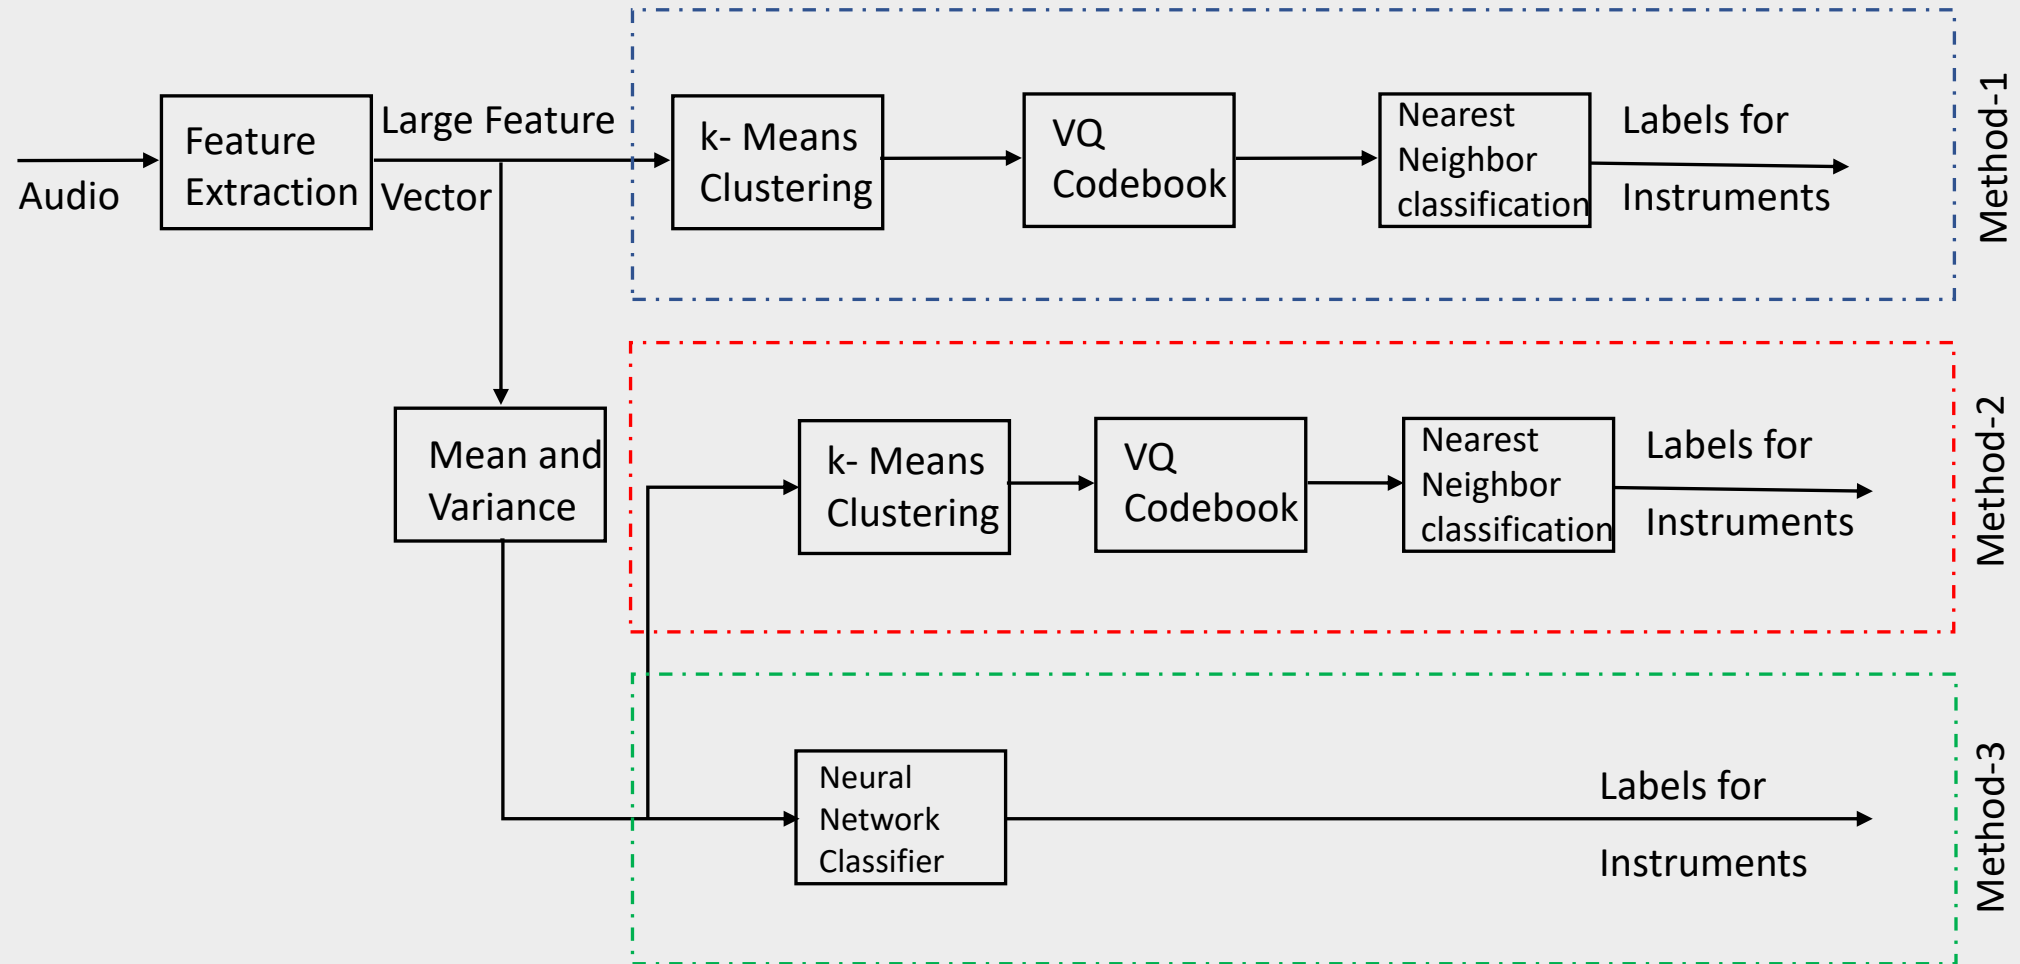 Audio
Feature
Extraction
Large Feature
Vector
k- Means
Clustering
VQ
Codebook
Nearest
Neighbor
classification
Labels for
Instruments
Method-1
Mean and
Variance
k- Means
Clustering
VQ
Codebook
Nearest
Neighbor
classification
Labels for
Instruments
Method-2
Neural
Network
Classifier
Labels for
Instruments
Method-3